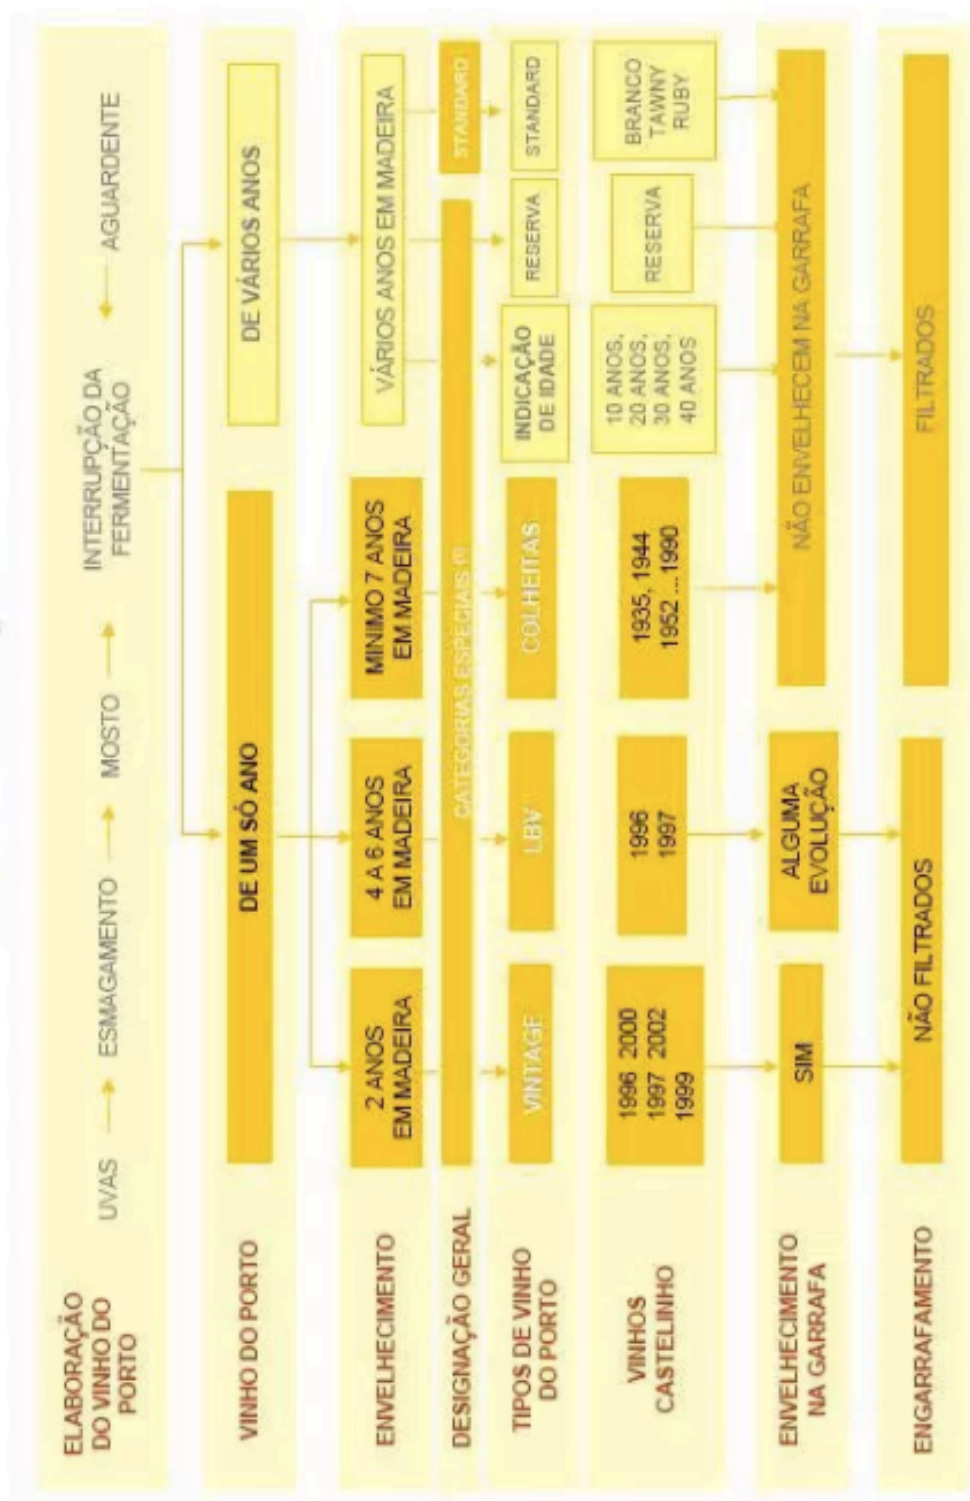 ELABORAÇÃO
DO VINHO DO
PORTO
UVAS
ESMAGAMENTO
MOSTO
INTERRUPÇÃO DA
FERMENTAÇÃO
AGUARDENTE
VINHO DO PORTO
DE UM SÓ ANO
DE VÁRIOS ANOS
ENVELHECIMENTO
2 ANOS
EM MADEIRA
4 A 6 ANOS
EM MADEIRA
MINIMO 7 ANOS
EM MADEIRA
VÁRIOS ANOS EM MADEIRA
DESIGNAÇÃO GERAL
CATEGORIAS ESPECIAIS (1)
STANDARD
TIPOS DE VINHO
DO PORTO
VINTAGE
LBV
COLHEITAS
INDICAÇÃO
DE IDADE
RESERVA
STANDARD
VINHOS
CASTELINHO
1996 2000
1997 2002
1999
1996
1997
1935, 1944
1952 ... 1990
10 ANOS,
20 ANOS,
30 ANOS,
40 ANOS
RESERVA
BRANCO
TAWNY
RUBY
ENVELHECIMENTO
NA GARRAFA
SIM
ALGUMA
EVOLUÇÃO
NÃO ENVELHECEM NA GARRAFA
ENGARRAFAMENTO
NÃO FILTRADOS
FILTRADOS